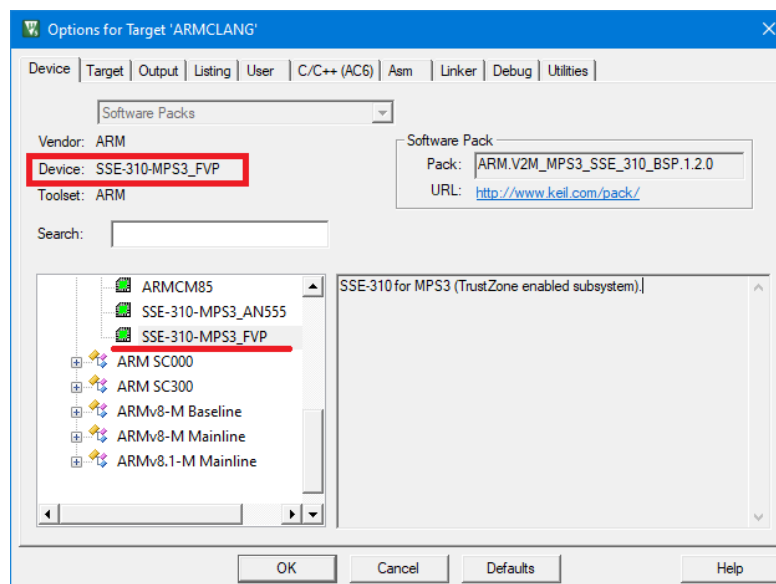 Options for Target 'ARMCLANG'
Device Target Output Listing User C/C++ (AC6) Asm Linker Debug Utilities
Software Packs
Vendor: ARM
Device: SSE-310-MPS3_FVP
Toolset: ARM
Search:
Software Pack
Pack: ARM.V2M_MPS3_SSE_310_BSP.1.2.0
URL: http://www.keil.com/pack/
ARMCM85
SSE-310-MPS3_AN555
SSE-310-MPS3_FVP
ARM SC000
ARM SC300
ARMv8-M Baseline
ARMv8-M Mainline
ARMv8.1-M Mainline
SSE-310 for MPS3 (TrustZone enabled subsystem).
OK Cancel Defaults Help